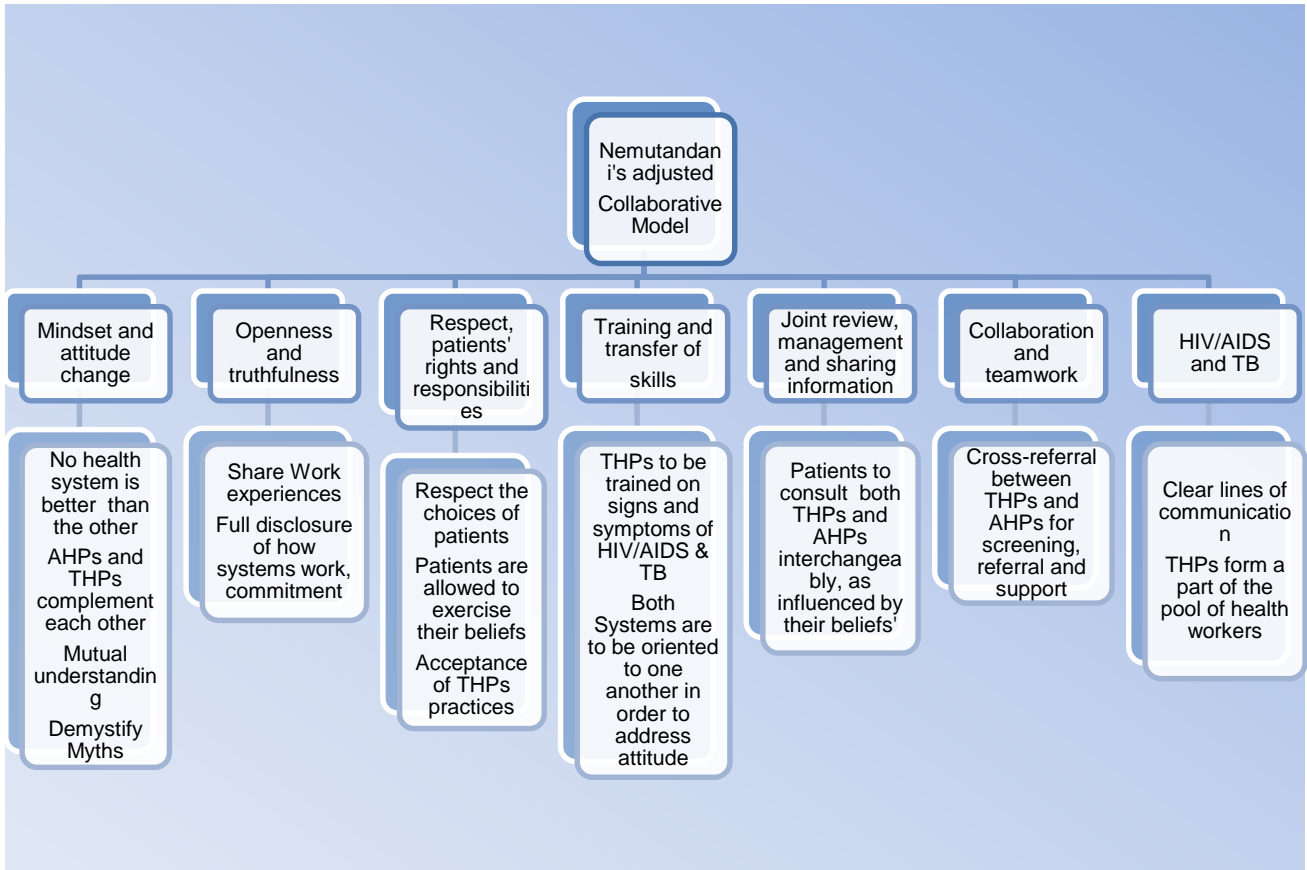 Nemutandan
i's adjusted
Collaborative
Model
Mindset and
attitude
change
Openness
and
truthfulness
Respect,
patients'
rights and
responsibiliti
es
Training and
transfer of
skills
Joint review,
management
and sharing
information
Collaboration
and
teamwork
HIV/AIDS
and TB
No health
system is
better than
the other
AHPs and
THPs
complement
each other
Mutual
understandin
g
Demystify
Myths
Share Work
experiences
Full disclosure
of how
systems work,
commitment
Respect the
choices of
patients
Patients are
allowed to
exercise
their beliefs
Acceptance
of THPs
practices
THPs to be
trained on
signs and
symptoms of
HIV/AIDS &
TB
Both
Systems are
to be oriented
to one
another in
order to
address
attitude
Patients to
consult both
THPs and
AHPs
interchangea
bly, as
influenced by
their beliefs'
Cross-referral
between
THPs and
AHPs for
screening,
referral and
support
Clear lines of
communicatio
n
THPs form a
part of the
pool of health
workers